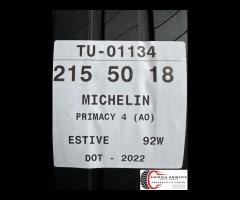 TU-01134
215 50 18
MICHELIN
PRIMACY 4 (AO)
ESTIVE 92W
DOT - 2022